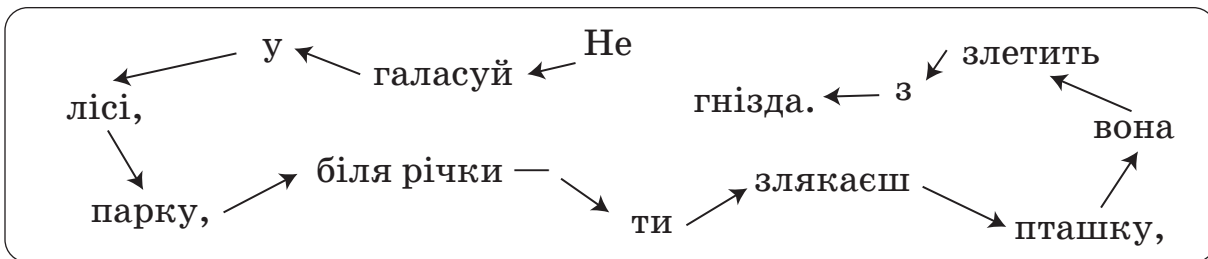 Не
галасуй
у
лісі,
парку,
біля річки —
ти
злякаєш
пташку,
вона
злетить
з
гнізда.